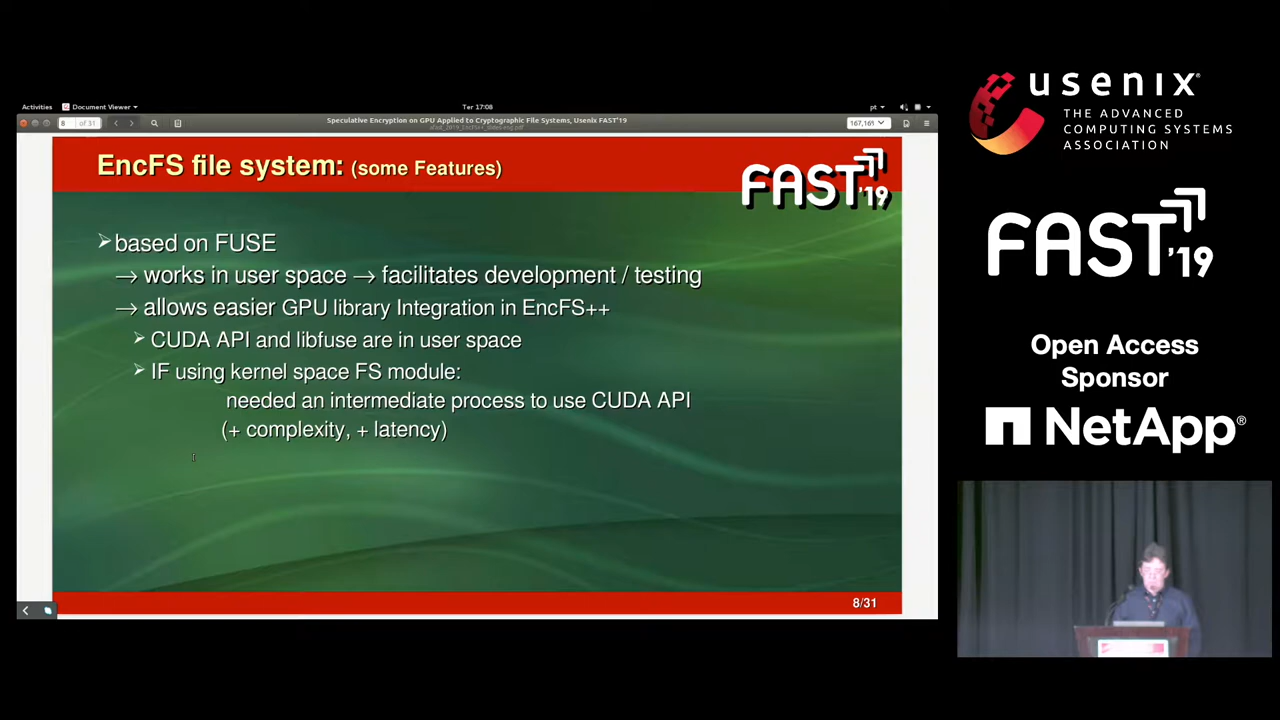 Activities
Document Viewer
Ter 17:08
pt
8
of 31
Speculative Encryption on GPU Applied to Cryptographic File Systems, Usenix FAST'19
EncFS file system: (some Features)
FAST'19
➢based on FUSE
→ works in user space → facilitates development / testing
→ allows easier GPU library Integration in EncFS++
➢ CUDA API and libfuse are in user space
➢ IF using kernel space FS module:
needed an intermediate process to use CUDA API
(+ complexity, + latency)
8/31
usenix®
THE ADVANCED
COMPUTING SYSTEMS
ASSOCIATION
FAST'19
Open Access
Sponsor
NetApp®